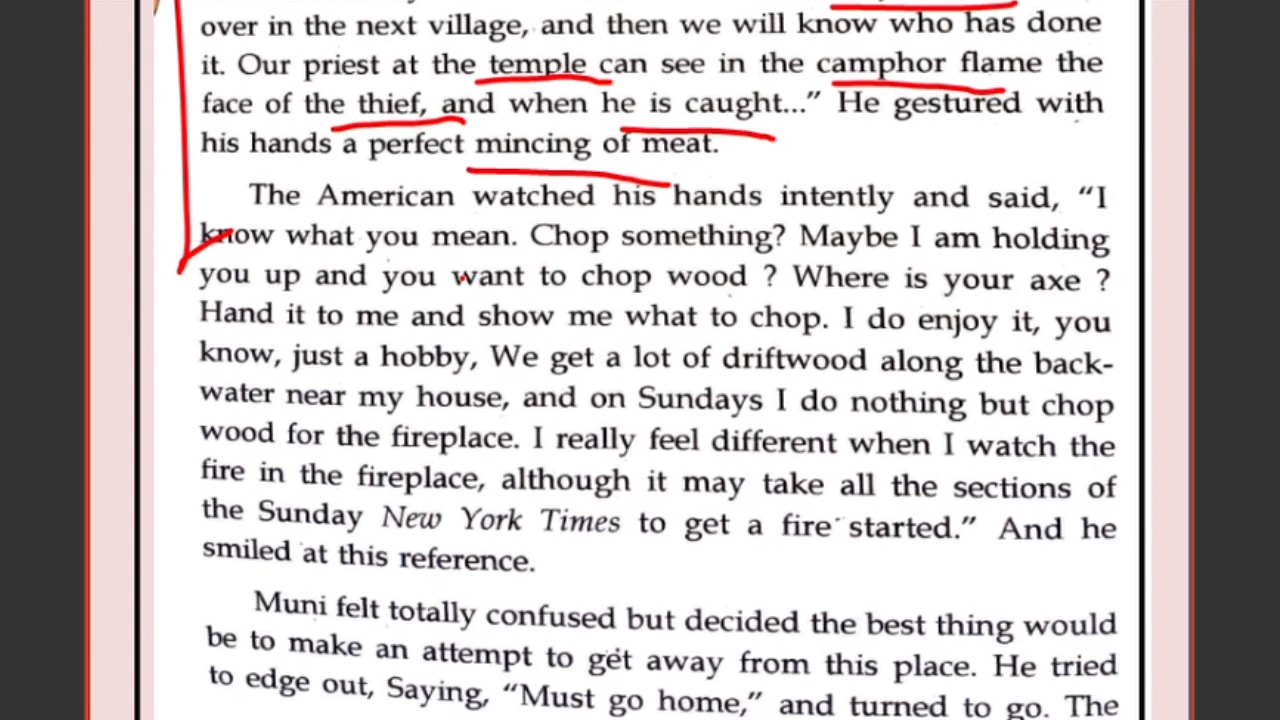 over in the next village, and then we will know who has done
it. Our priest at the temple can see in the camphor flame the
face of the thief, and when he is caught...” He gestured with
his hands a perfect mincing of meat.
The American watched his hands intently and said, “I
know what you mean. Chop something? Maybe I am holding
you up and you want to chop wood ? Where is your axe ?
Hand it to me and show me what to chop. I do enjoy it, you
know, just a hobby, We get a lot of driftwood along the back-
water near my house, and on Sundays I do nothing but chop
wood for the fireplace. I really feel different when I watch the
fire in the fireplace, although it may take all the sections of
the Sunday New York Times to get a fire started.” And he
smiled at this reference.
Muni felt totally confused but decided the best thing would
be to make an attempt to get away from this place. He tried
to edge out, Saying, “Must go home,” and turned to go. The